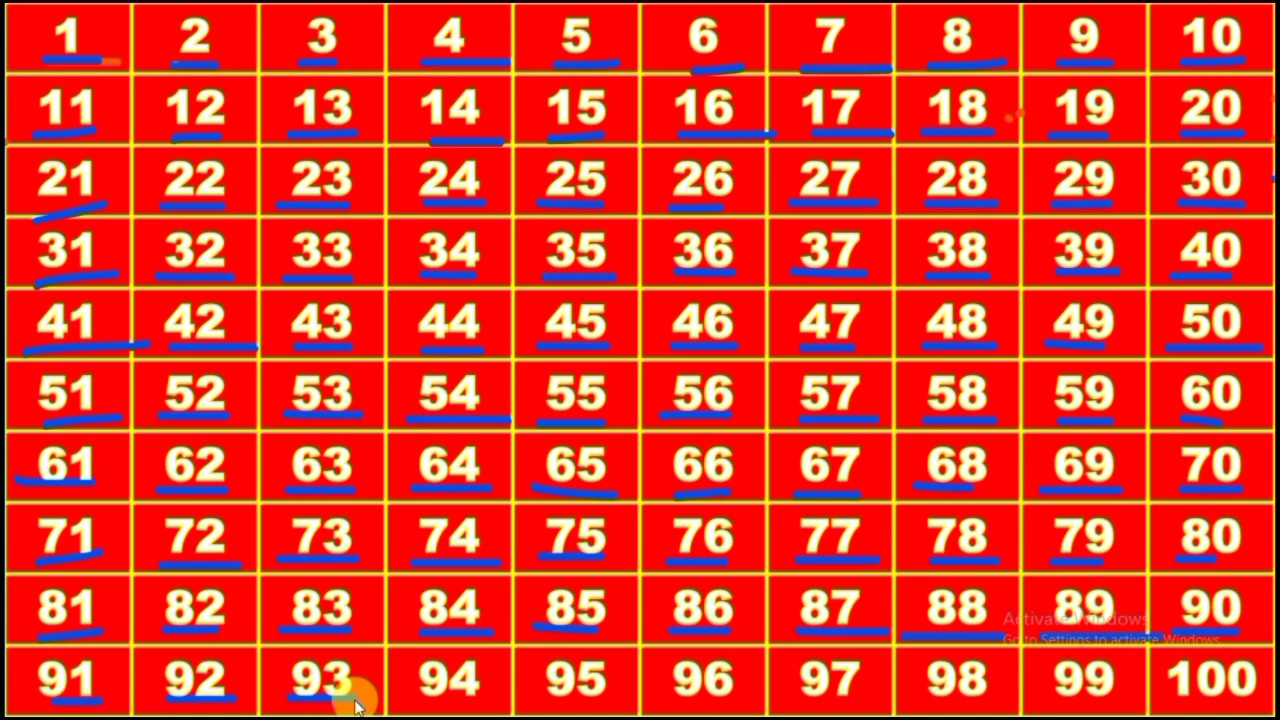 1 2 3 4 5 6 7 8 9 10
11 12 13 14 15 16 17 18 19 20
21 22 23 24 25 26 27 28 29 30
31 32 33 34 35 36 37 38 39 40
41 42 43 44 45 46 47 48 49 50
51 52 53 54 55 56 57 58 59 60
61 62 63 64 65 66 67 68 69 70
71 72 73 74 75 76 77 78 79 80
81 82 83 84 85 86 87 88 89 90
Activate Windows
Go to Settings to activate Windows.
91 92 93 94 95 96 97 98 99 100